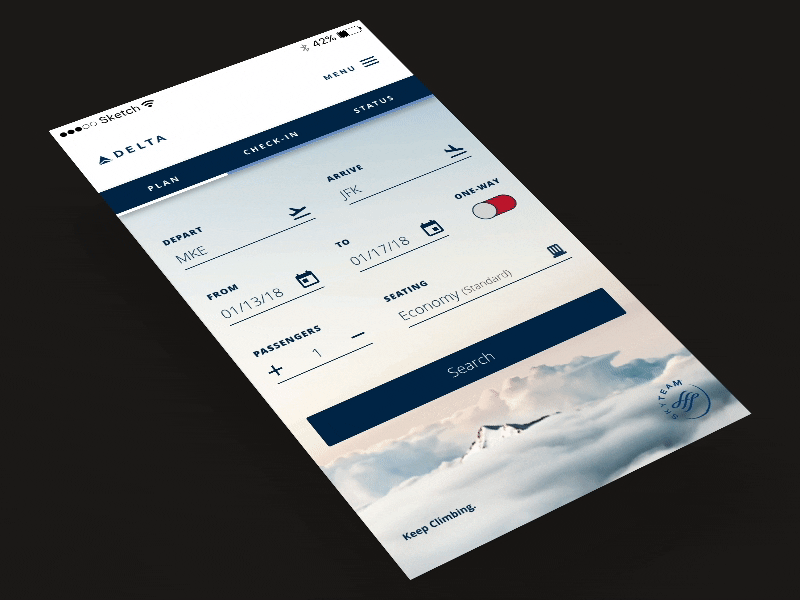 Sketch 42%
DELTA MENU
PLAN CHECK-IN STATUS
DEPART ARRIVE
MKE JFK
FROM TO ONE-WAY
01/13/18 01/17/18
PASSENGERS SEATING
1 Economy (Standard)
Search
SKYTEAM
Keep Climbing.